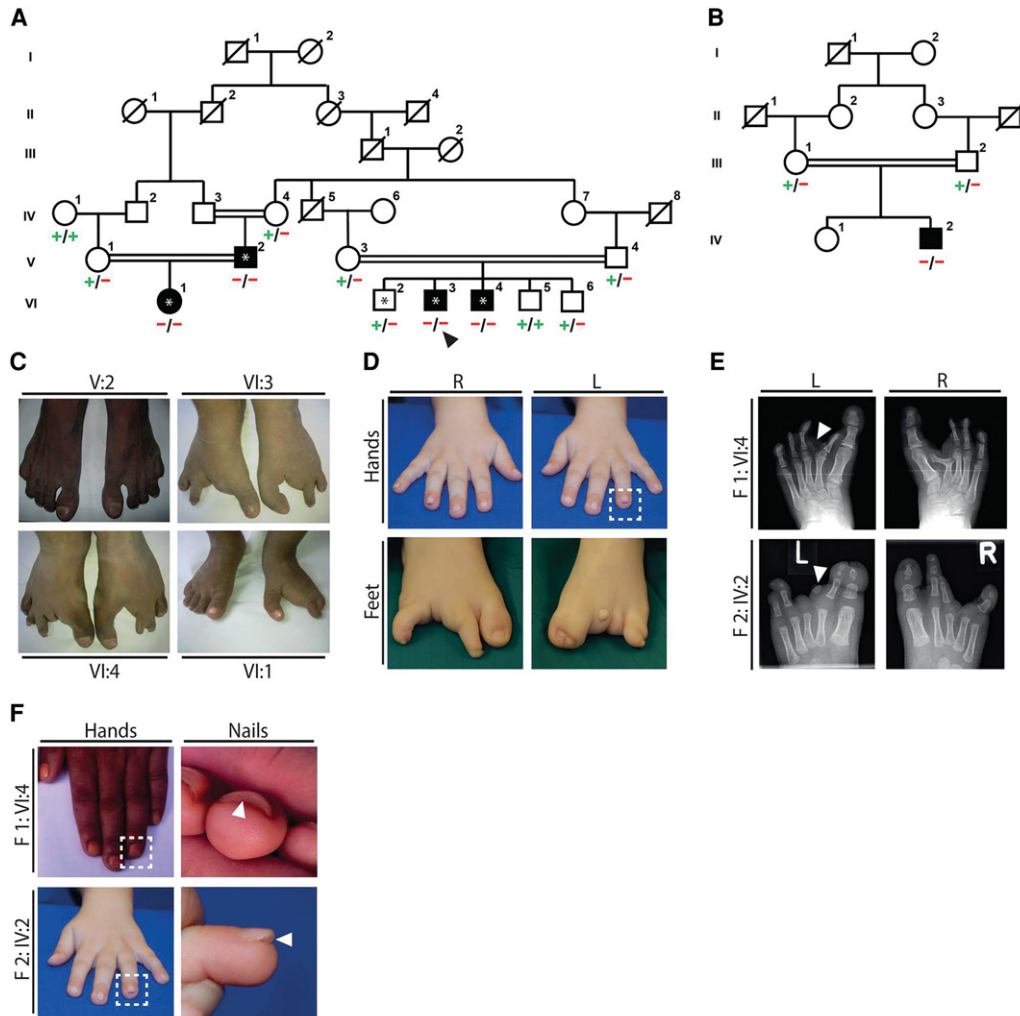 A
B
I
1
2
II
1
2
3
4
III
1
2
IV
1
2
3
4
5
6
7
8
+/+
+/-
V
1
2
*
3
4
+/-
-/-
+/-
+/-
VI
1
*
2
*
3
*
4
*
5
6
-/-
+/-
-/-
-/-
+/+
+/-
I
1
2
II
1
2
3
III
1
2
+/-
+/-
IV
1
2
-/-
C
V:2
VI:3
VI:4
VI:1
D
R
L
Hands
Feet
E
L
R
F 1: VI:4
F 2: IV:2
L
R
F
Hands
Nails
F 1: VI:4
F 2: IV:2